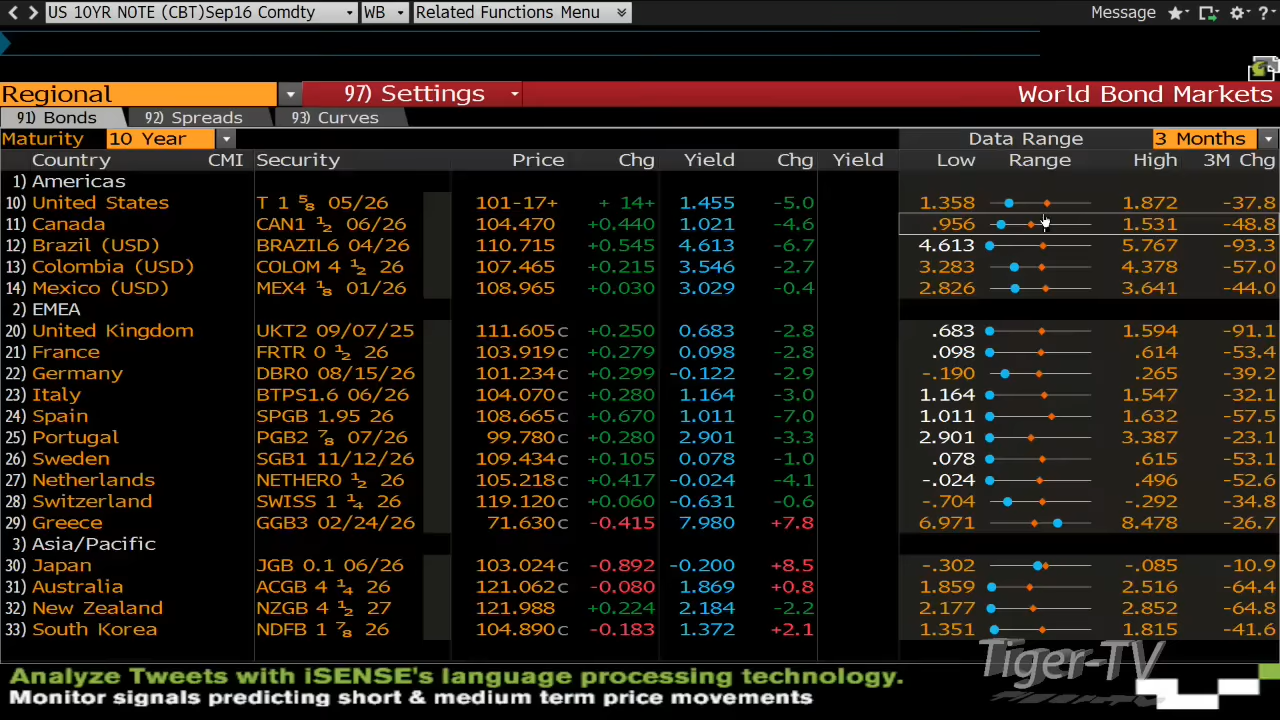 US 10YR NOTE (CBT)Sep16 Comdty WB Related Functions Menu Message ?
Regional 97) Settings World Bond Markets
91) Bonds 92) Spreads 93) Curves
Maturity 10 Year Data Range 3 Months
Country CMI Security Price Chg Yield Chg Yield Low Range High 3M Chg
1) Americas
10) United States T 1 ⅝ 05/26 101-17+ + 14+ 1.455 -5.0 1.358 1.872 -37.8
11) Canada CAN1 ½ 06/26 104.470 +0.440 1.021 -4.6 .956 1.531 -48.8
12) Brazil (USD) BRAZIL6 04/26 110.715 +0.545 4.613 -6.7 4.613 5.767 -93.3
13) Colombia (USD) COLOM 4 ½ 26 107.465 +0.215 3.546 -2.7 3.283 4.378 -57.0
14) Mexico (USD) MEX4 ⅛ 01/26 108.965 +0.030 3.029 -0.4 2.826 3.641 -44.0
2) EMEA
20) United Kingdom UKT2 09/07/25 111.605 c +0.250 0.683 -2.8 .683 1.594 -91.1
21) France FRTR 0 ½ 26 103.919 c +0.279 0.098 -2.8 .098 .614 -53.4
22) Germany DBR0 08/15/26 101.234 c +0.299 -0.122 -2.9 -.190 .265 -39.2
23) Italy BTPS1.6 06/26 104.070 c +0.280 1.164 -3.0 1.164 1.547 -32.1
24) Spain SPGB 1.95 26 108.665 c +0.670 1.011 -7.0 1.011 1.632 -57.5
25) Portugal PGB2 ⅞ 07/26 99.780 c +0.280 2.901 -3.3 2.901 3.387 -23.1
26) Sweden SGB1 11/12/26 109.434 c +0.105 0.078 -1.0 .078 .615 -53.1
27) Netherlands NETHER0 ½ 26 105.218 c +0.417 -0.024 -4.1 -.024 .496 -52.6
28) Switzerland SWISS 1 ¼ 26 119.120 c +0.060 -0.631 -0.6 -.704 -.292 -34.8
29) Greece GGB3 02/24/26 71.630 c -0.415 7.980 +7.8 6.971 8.478 -26.7
3) Asia/Pacific
30) Japan JGB 0.1 06/26 103.024 c -0.892 -0.200 +8.5 -.302 -.085 -10.9
31) Australia ACGB 4 ¼ 26 121.062 c -0.080 1.869 +0.8 1.859 2.516 -64.4
32) New Zealand NZGB 4 ½ 27 121.988 +0.224 2.184 -2.2 2.177 2.852 -64.8
33) South Korea NDFB 1 ⅞ 26 104.890 c -0.183 1.372 +2.1 1.351 1.815 -41.6
Tiger-TV
Analyze Tweets with iSENSE's language processing technology.
Monitor signals predicting short & medium term price movements